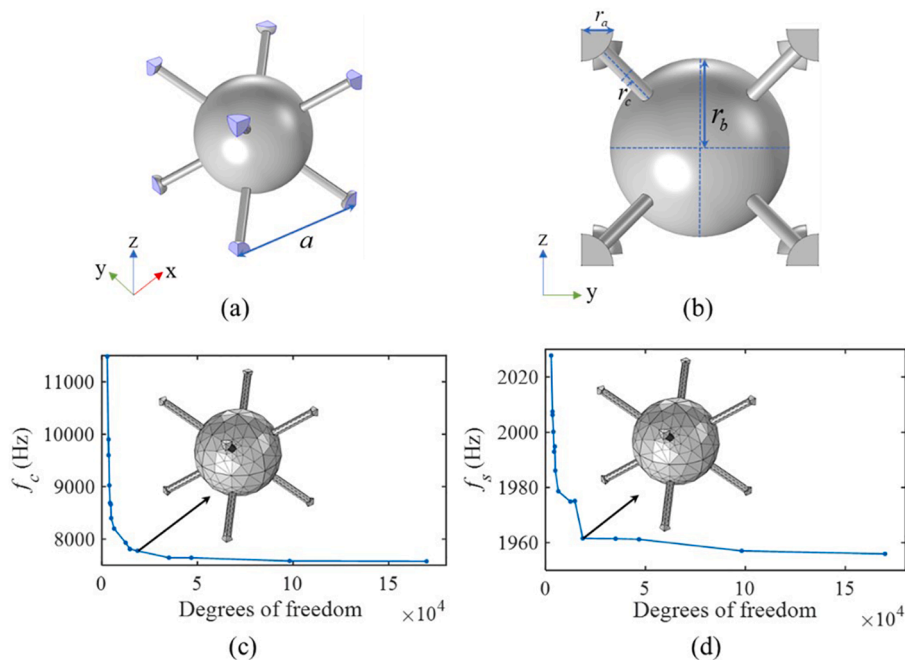 a
z
y
x
(a)
r_a
r_c
r_b
z
y
(b)
11000
10000
9000
8000
f_c (Hz)
0
5
10
15
Degrees of freedom
×10^4
(c)
2020
2000
1980
1960
f_s (Hz)
0
5
10
15
Degrees of freedom
×10^4
(d)